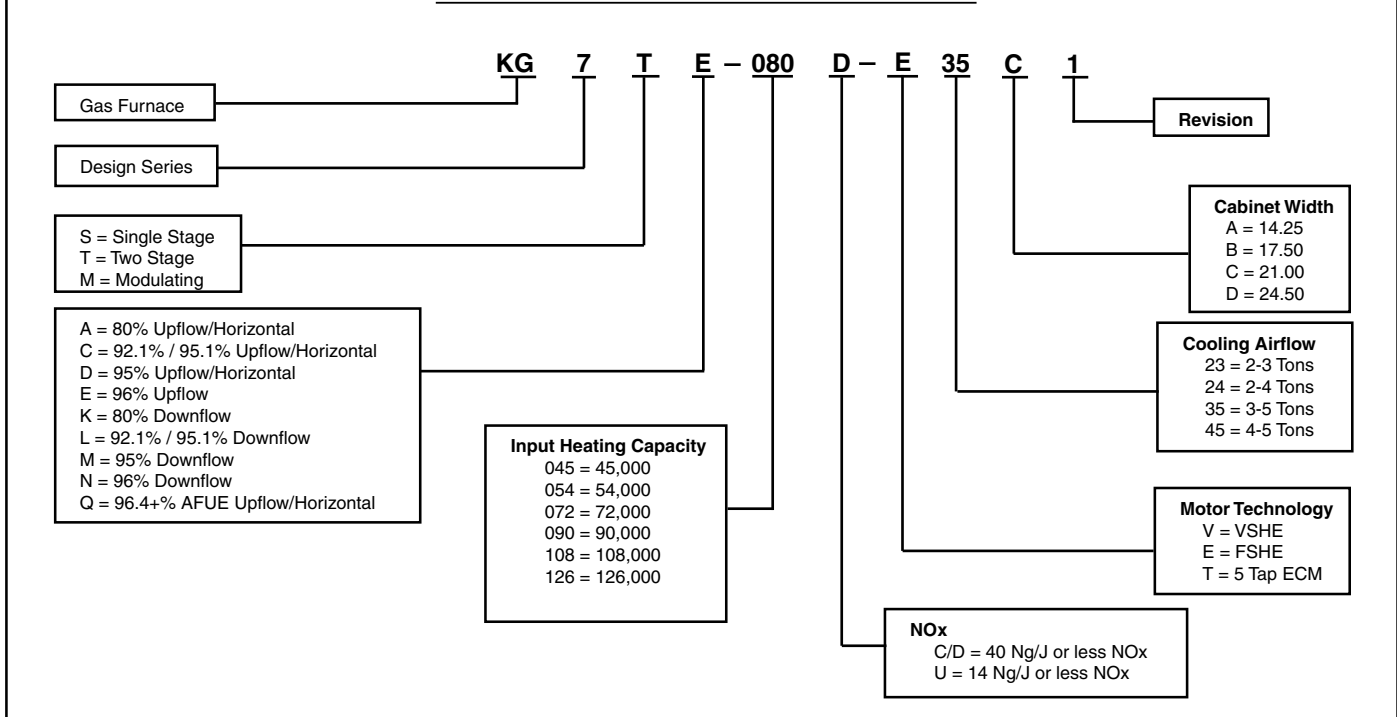 KG 7 T E – 080 D – E 35 C 1
Gas Furnace
Design Series
S = Single Stage
T = Two Stage
M = Modulating
A = 80% Upflow/Horizontal
C = 92.1% / 95.1% Upflow/Horizontal
D = 95% Upflow/Horizontal
E = 96% Upflow
K = 80% Downflow
L = 92.1% / 95.1% Downflow
M = 95% Downflow
N = 96% Downflow
Q = 96.4+% AFUE Upflow/Horizontal
Input Heating Capacity
045 = 45,000
054 = 54,000
072 = 72,000
090 = 90,000
108 = 108,000
126 = 126,000
Revision
Cabinet Width
A = 14.25
B = 17.50
C = 21.00
D = 24.50
Cooling Airflow
23 = 2-3 Tons
24 = 2-4 Tons
35 = 3-5 Tons
45 = 4-5 Tons
Motor Technology
V = VSHE
E = FSHE
T = 5 Tap ECM
NOx
C/D = 40 Ng/J or less NOx
U = 14 Ng/J or less NOx